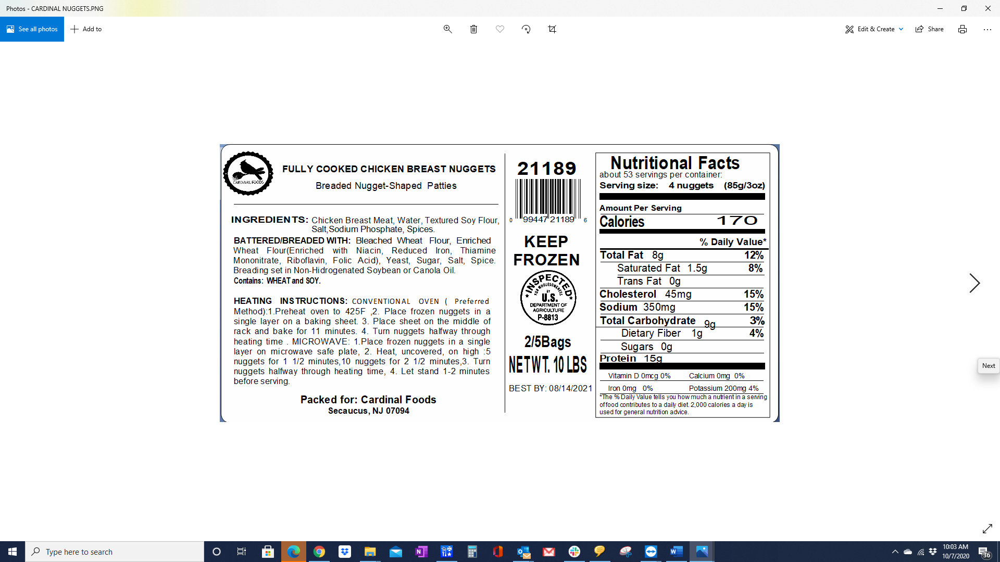 Photos - CARDINAL NUGGETS.PNG
See all photos
Add to
Edit & Create
Share
CARDINAL FOODS
FULLY COOKED CHICKEN BREAST NUGGETS
Breaded Nugget-Shaped Patties
INGREDIENTS: Chicken Breast Meat, Water, Textured Soy Flour,
Salt,Sodium Phosphate, Spices.
BATTERED/BREADED WITH: Bleached Wheat Flour, Enriched
Wheat Flour(Enriched with Niacin, Reduced Iron, Thiamine
Mononitrate, Riboflavin, Folic Acid), Yeast, Sugar, Salt, Spice.
Breading set in Non-Hidrogenated Soybean or Canola Oil.
Contains: WHEAT and SOY.
HEATING INSTRUCTIONS: CONVENTIONAL OVEN ( Preferred
Method):1.Preheat oven to 425F ,2. Place frozen nuggets in a
single layer on a baking sheet. 3. Place sheet on the middle of
rack and bake for 11 minutes. 4. Turn nuggets halfway through
heating time . MICROWAVE: 1.Place frozen nuggets in a single
layer on microwave safe plate, 2. Heat, uncovered, on high :5
nuggets for 1 1/2 minutes,10 nuggets for 2 1/2 minutes,3. Turn
nuggets halfway through heating time, 4. Let stand 1-2 minutes
before serving.
Packed for: Cardinal Foods
Secaucus, NJ 07094
21189
0 99447 21189 6
KEEP
FROZEN
INSPECTED
FOR WHOLESOMENESS
BY
U.S.
DEPARTMENT OF
AGRICULTURE
P-8813
2/5Bags
NETWT. 10 LBS
BEST BY: 08/14/2021
Nutritional Facts
about 53 servings per container:
Serving size: 4 nuggets (85g/3oz)
Amount Per Serving
Calories 170
% Daily Value*
Total Fat 8g 12%
Saturated Fat 1.5g 8%
Trans Fat 0g
Cholesterol 45mg 15%
Sodium 350mg 15%
Total Carbohydrate 9g 3%
Dietary Fiber 1g 4%
Sugars 0g
Protein 15g
Vitamin D 0mcg 0% Calcium 0mg 0%
Iron 0mg 0% Potassium 200mg 4%
*The % Daily Value tells you how much a nutrient in a serving
of food contributes to a daily diet. 2,000 calories a day is
used for general nutrition advice.
Next
Type here to search
10:03 AM
10/7/2020
36